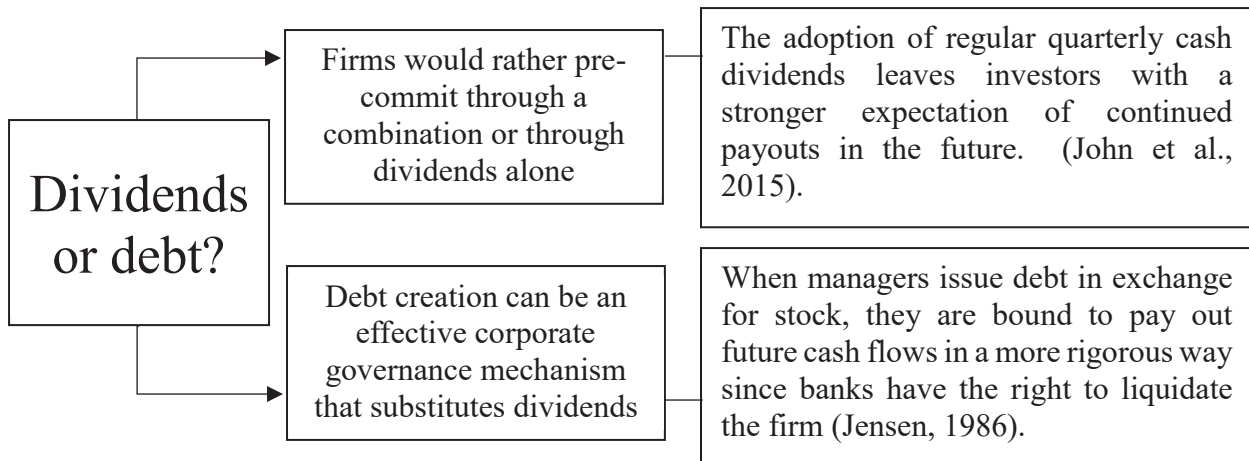 Dividends
or debt?
Firms would rather pre-
commit through a
combination or through
dividends alone
The adoption of regular quarterly cash
dividends leaves investors with a
stronger expectation of continued
payouts in the future. (John et al.,
2015).
Debt creation can be an
effective corporate
governance mechanism
that substitutes dividends
When managers issue debt in exchange
for stock, they are bound to pay out
future cash flows in a more rigorous way
since banks have the right to liquidate
the firm (Jensen, 1986).